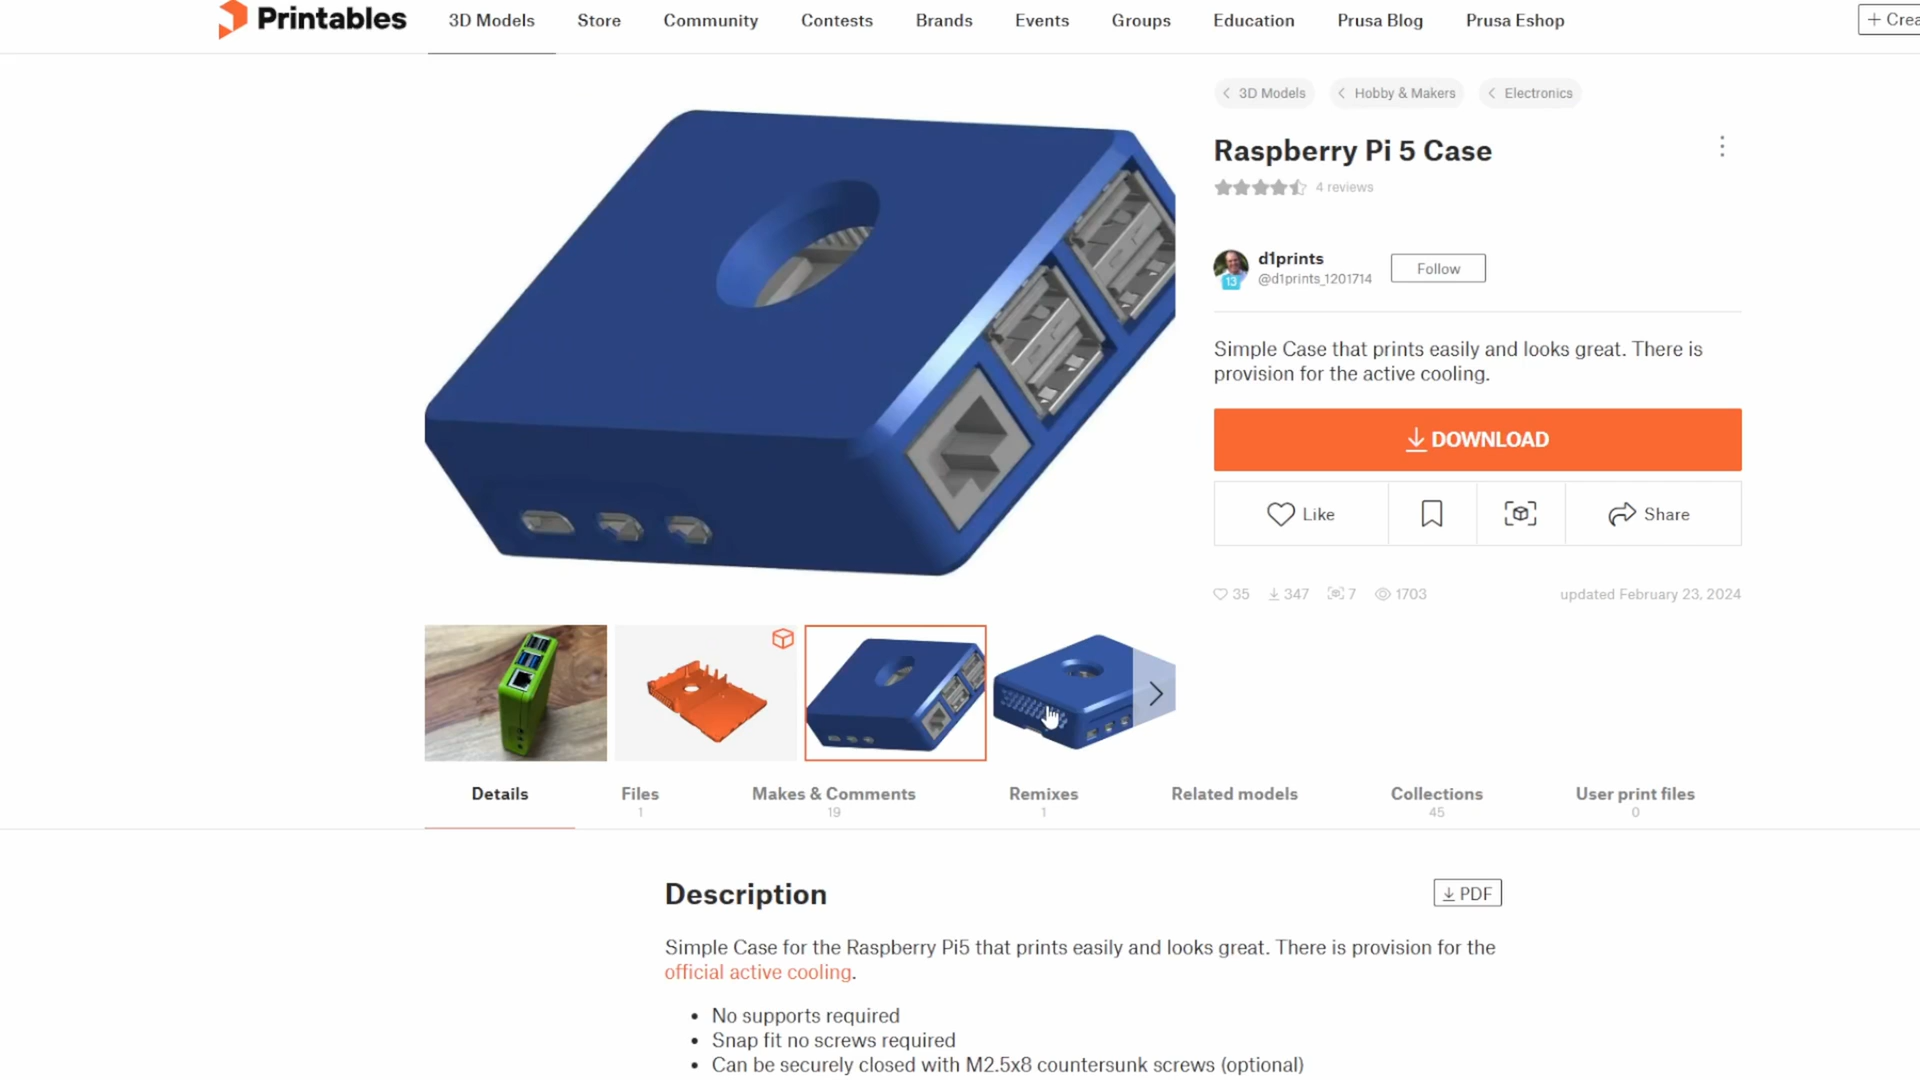 Printables
3D Models
Store
Community
Contests
Brands
Events
Groups
Education
Prusa Blog
Prusa Eshop
+ Crea
3D Models
Hobby & Makers
Electronics
Raspberry Pi 5 Case
4 reviews
d1prints
@d1prints_1201714
13
Follow
Simple Case that prints easily and looks great. There is
provision for the active cooling.
DOWNLOAD
Like
Share
35
347
7
1703
updated February 23, 2024
Details
Files
1
Makes & Comments
19
Remixes
1
Related models
Collections
45
User print files
0
Description
PDF
Simple Case for the Raspberry Pi5 that prints easily and looks great. There is provision for the
official active cooling.
• No supports required
• Snap fit no screws required
• Can be securely closed with M2.5x8 countersunk screws (optional)